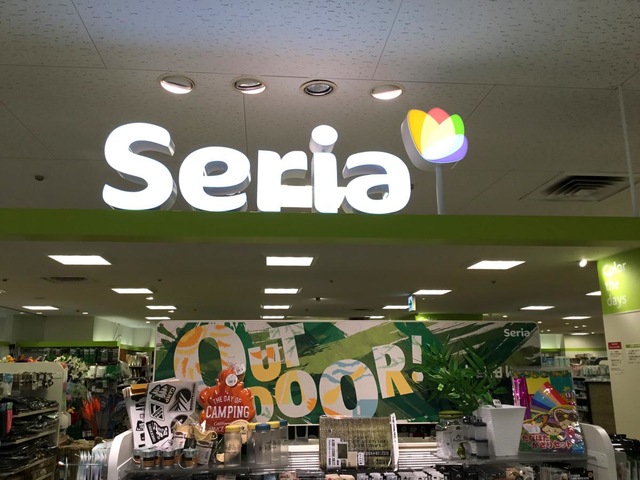 Seria
Color
the
days
Seria
OUT
DOOR!
THE DAY OF
CAMPING